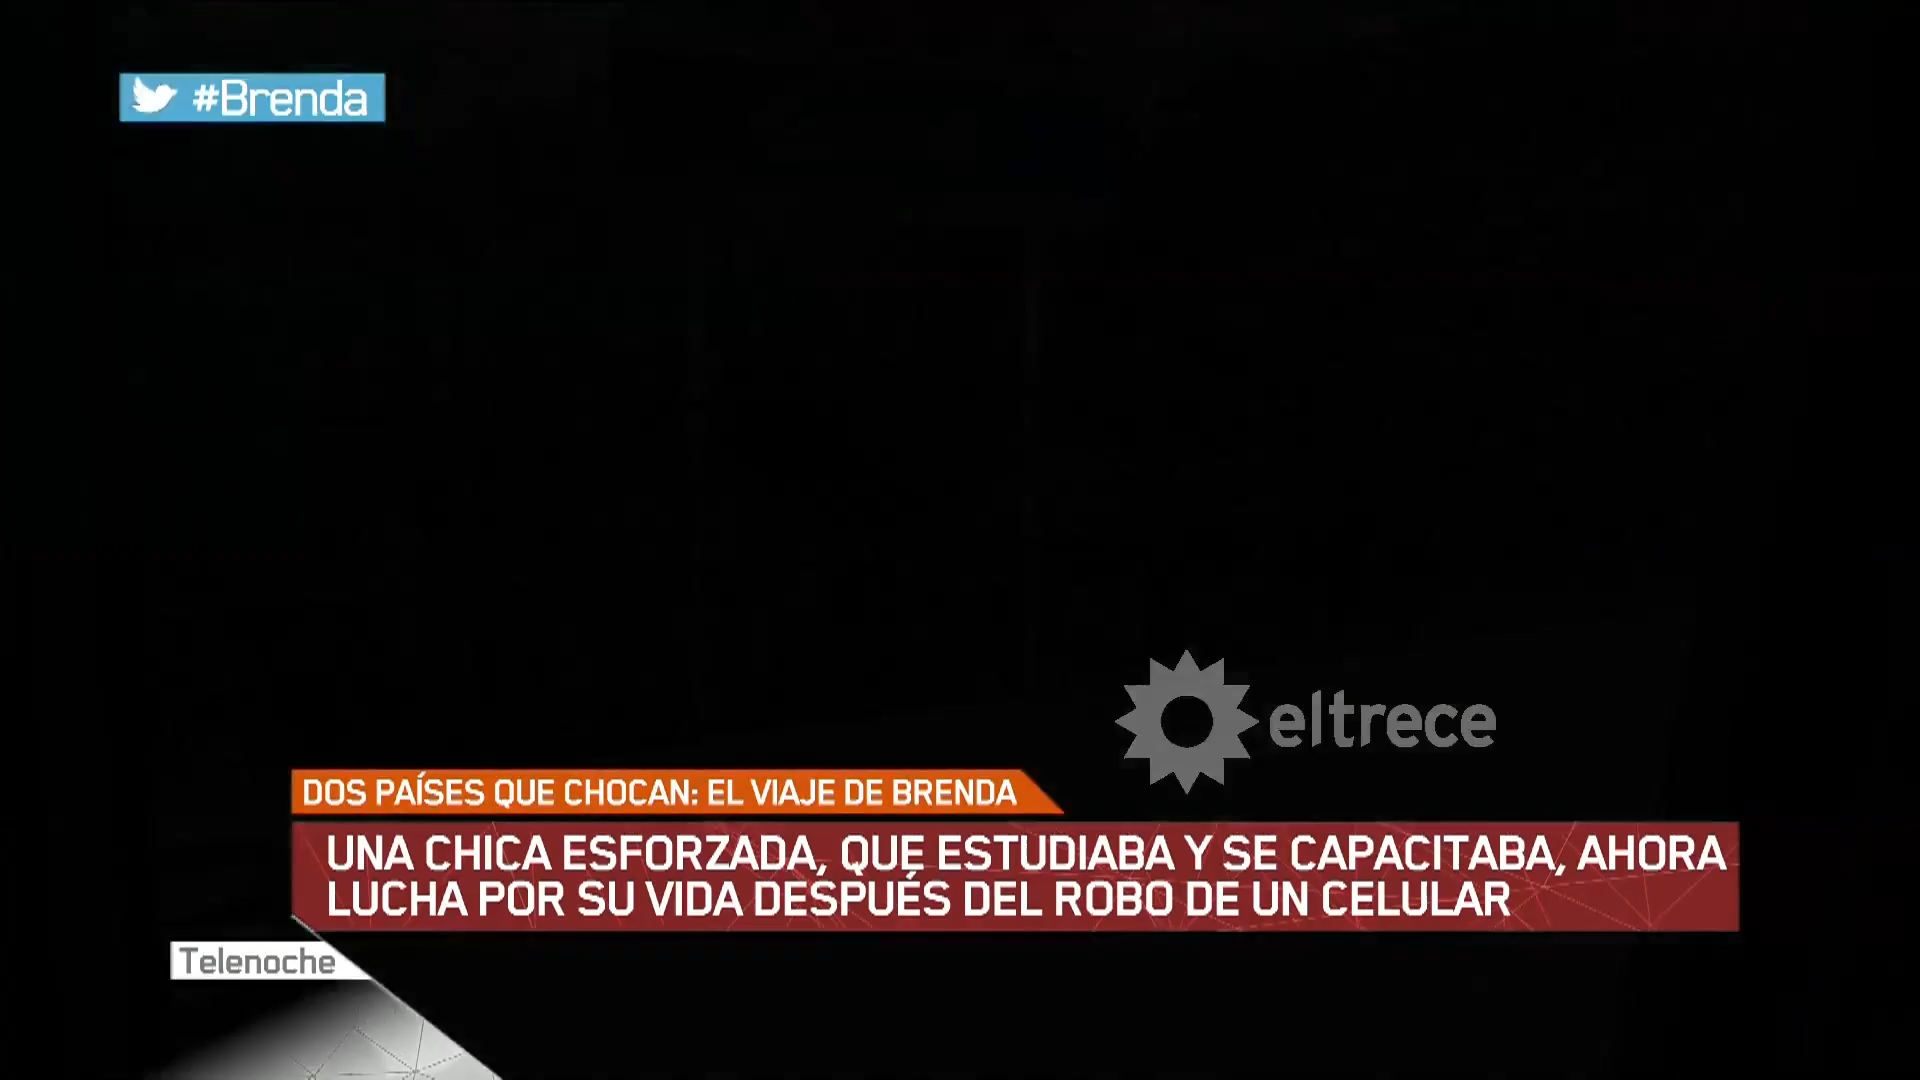 #Brenda
eltrece
DOS PAÍSES QUE CHOCAN: EL VIAJE DE BRENDA
UNA CHICA ESFORZADA, QUE ESTUDIABA Y SE CAPACITABA, AHORA
LUCHA POR SU VIDA DESPUÉS DEL ROBO DE UN CELULAR
Telenoche